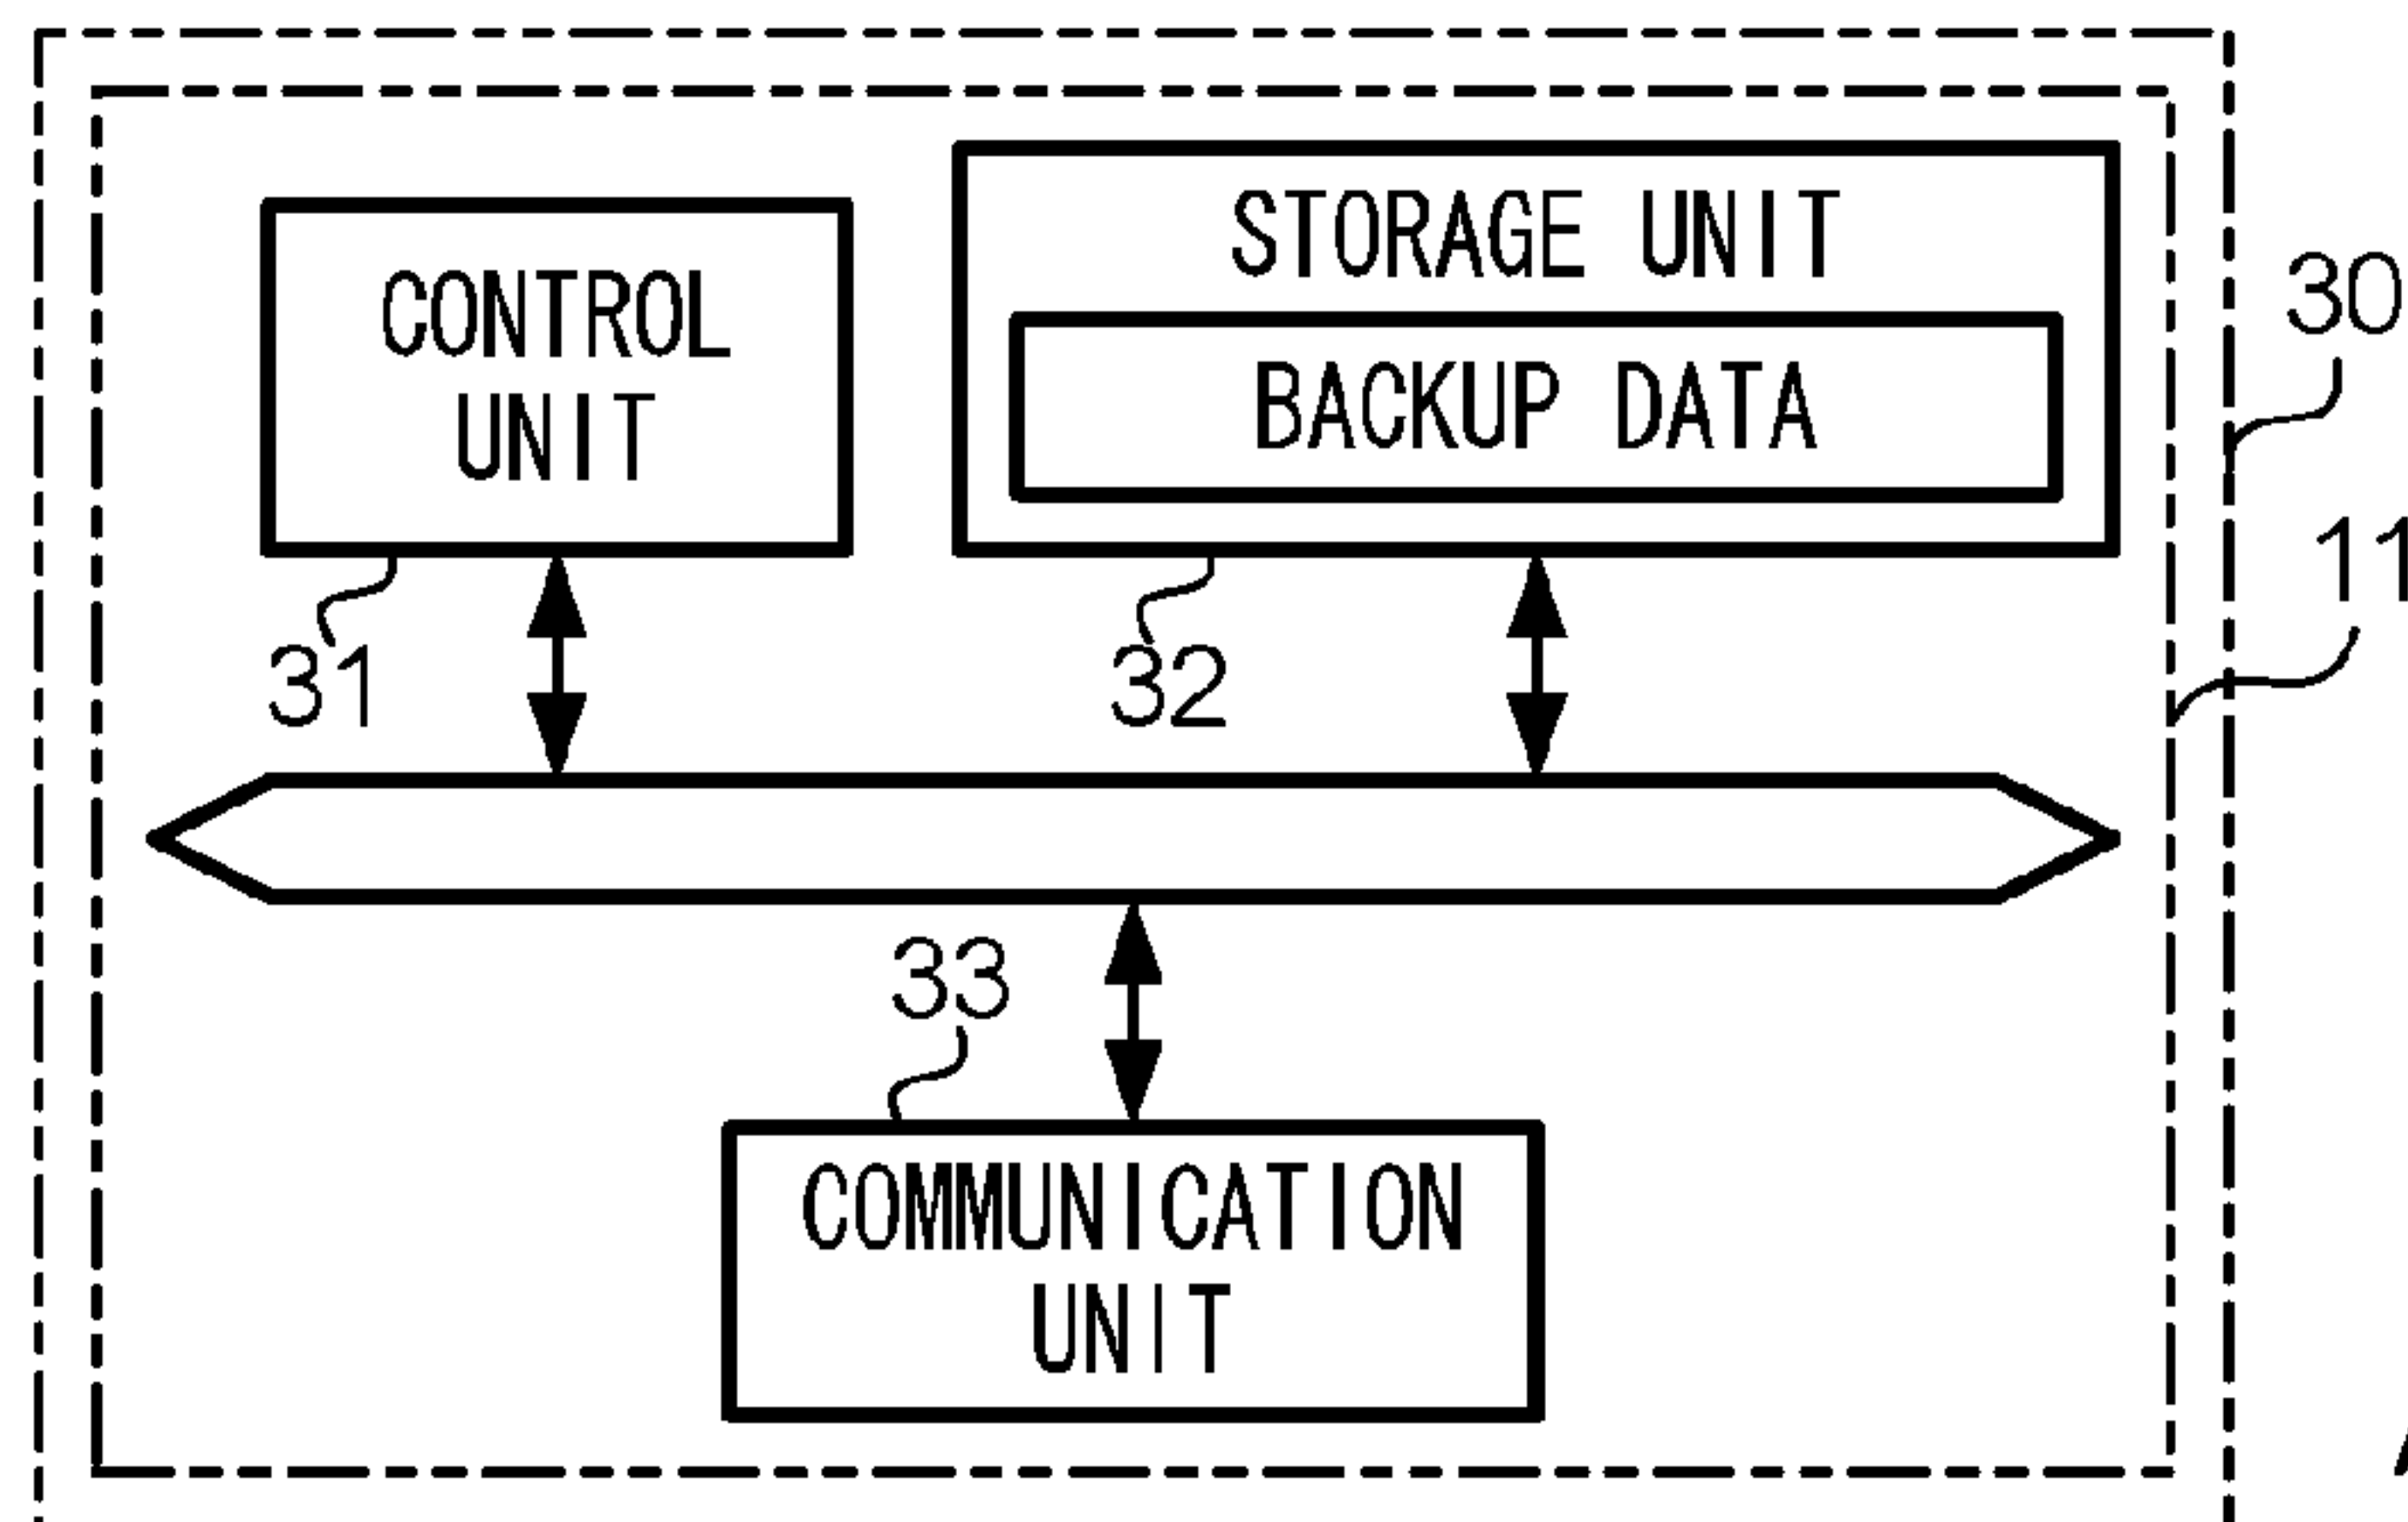 STORAGE UNIT
30
CONTROL
UNIT
BACKUP DATA
11
31
32
33
COMMUNICATION
UNIT